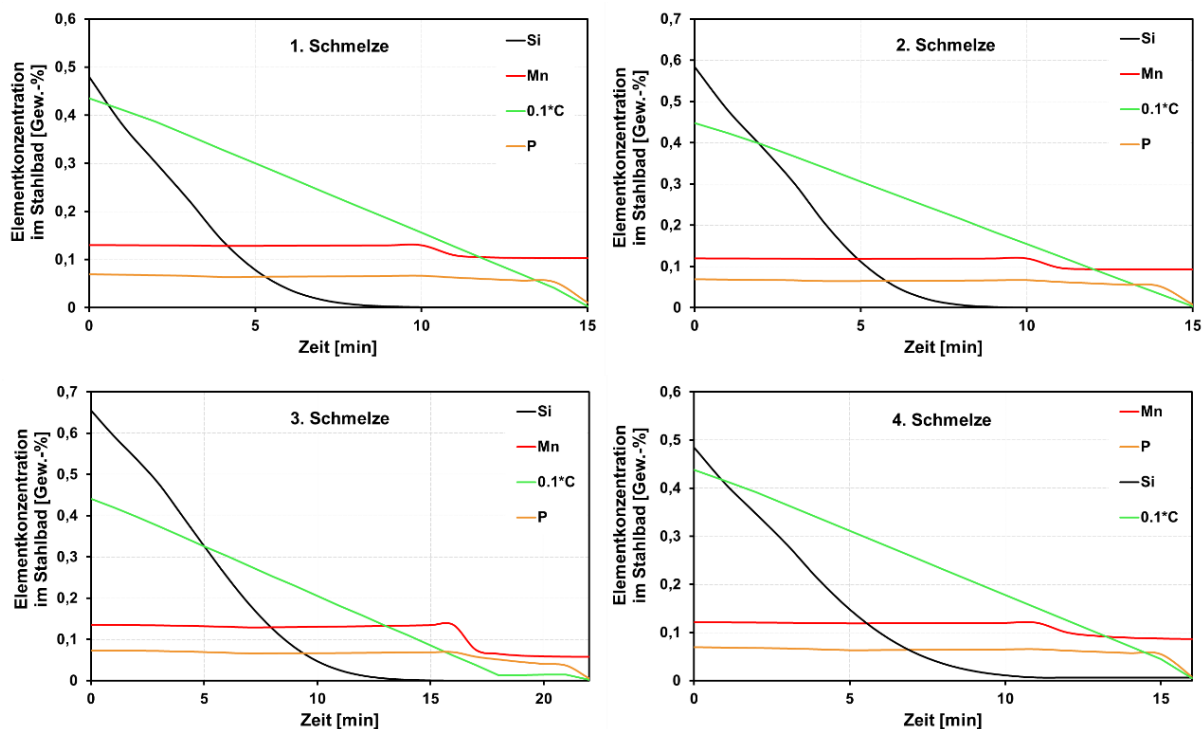 1. Schmelze
Elementkonzentration
im Stahlbad [Gew.-%]
0,6
0,5
0,4
0,3
0,2
0,1
0
0
5
10
15
Zeit [min]
Si
Mn
0.1*C
P
2. Schmelze
Elementkonzentration
im Stahlbad [Gew.-%]
0,7
0,6
0,5
0,4
0,3
0,2
0,1
0
0
5
10
15
Zeit [min]
Si
Mn
0.1*C
P
3. Schmelze
Elementkonzentration
im Stahlbad [Gew.-%]
0,7
0,6
0,5
0,4
0,3
0,2
0,1
0
0
5
10
15
20
Zeit [min]
Si
Mn
0.1*C
P
4. Schmelze
Elementkonzentration
im Stahlbad [Gew.-%]
0,6
0,5
0,4
0,3
0,2
0,1
0
0
5
10
15
Zeit [min]
Mn
P
Si
0.1*C